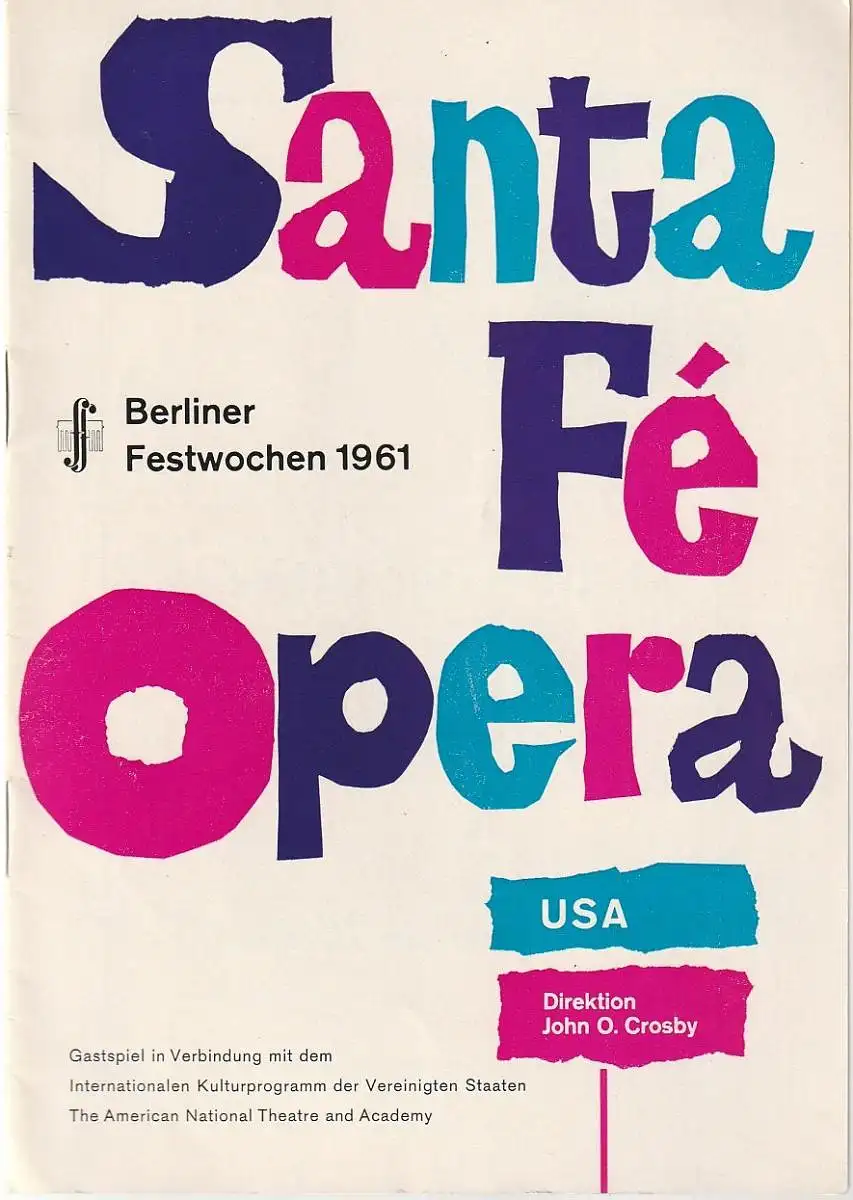 Santa
Fé
Berliner
Festwochen 1961
Opera
USA
Direktion
John O. Crosby
Gastspiel in Verbindung mit dem
Internationalen Kulturprogramm der Vereinigten Staaten
The American National Theatre and Academy